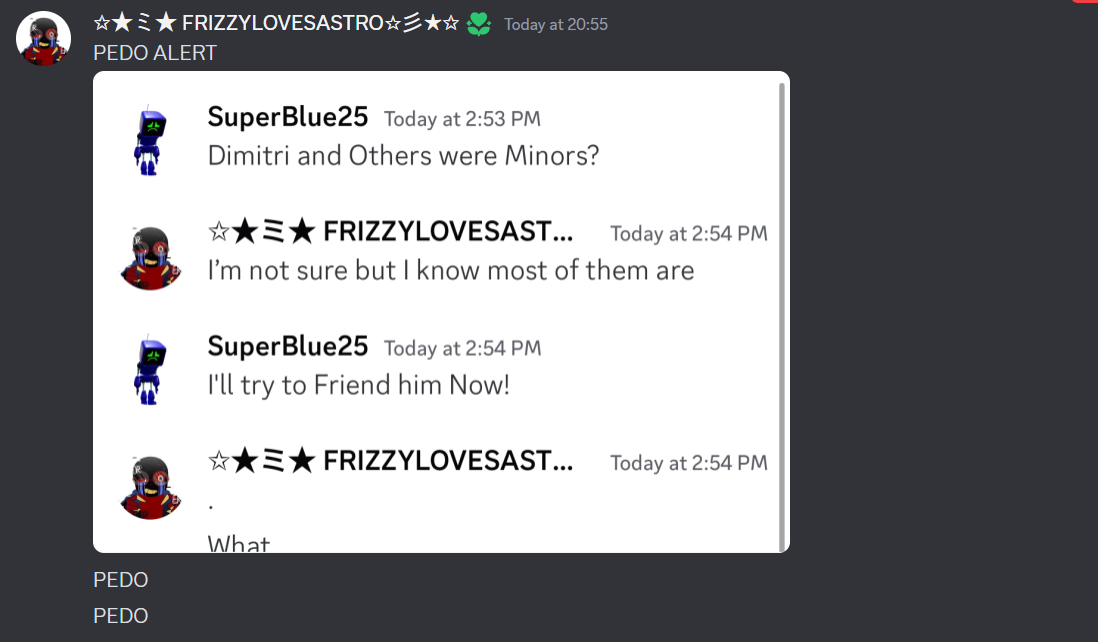 ☆★ミ★ FRIZZYLOVESASTRO☆彡★☆ Today at 20:55
PEDO ALERT
SuperBlue25 Today at 2:53 PM
Dimitri and Others were Minors?
☆★ミ★ FRIZZYLOVESAST... Today at 2:54 PM
I’m not sure but I know most of them are
SuperBlue25 Today at 2:54 PM
I'll try to Friend him Now!
☆★ミ★ FRIZZYLOVESAST... Today at 2:54 PM
.
What
PEDO
PEDO